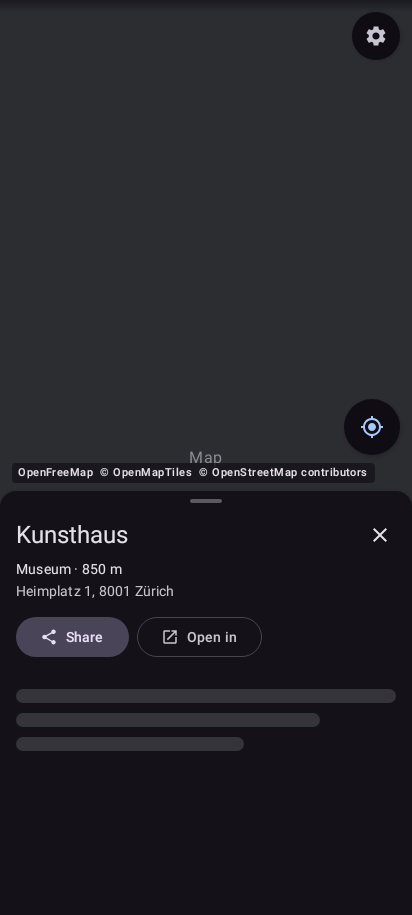 Map
OpenFreeMap © OpenMapTiles © OpenStreetMap contributors
Kunsthaus
Museum · 850 m
Heimplatz 1, 8001 Zürich
Share
Open in